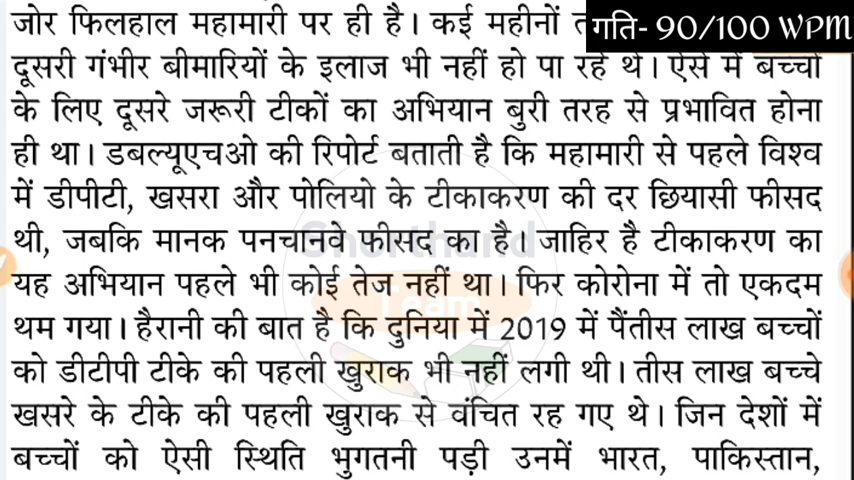 जोर फिलहाल महामारी पर ही है। कई महीनों
गति- 90/100 WPM
दूसरी गंभीर बीमारियों के इलाज भी नहीं हो पा रहे थे। ऐसे में बच्चों
के लिए दूसरे जरूरी टीकों का अभियान बुरी तरह से प्रभावित होना
ही था। डबल्यूएचओ की रिपोर्ट बताती है कि महामारी से पहले विश्व
में डीपीटी, खसरा और पोलियो के टीकाकरण की दर छियासी फीसद
थी, जबकि मानक पनचानवे फीसद का है। जाहिर है टीकाकरण का
यह अभियान पहले भी कोई तेज नहीं था। फिर कोरोना में तो एकदम
थम गया। हैरानी की बात है कि दुनिया में 2019 में पैंतीस लाख बच्चों
को डीटीपी टीके की पहली खुराक भी नहीं लगी थी। तीस लाख बच्चे
खसरे के टीके की पहली खुराक से वंचित रह गए थे। जिन देशों में
बच्चों को ऐसी स्थिति भुगतनी पड़ी उनमें भारत, पाकिस्तान,
Shorthand
Team